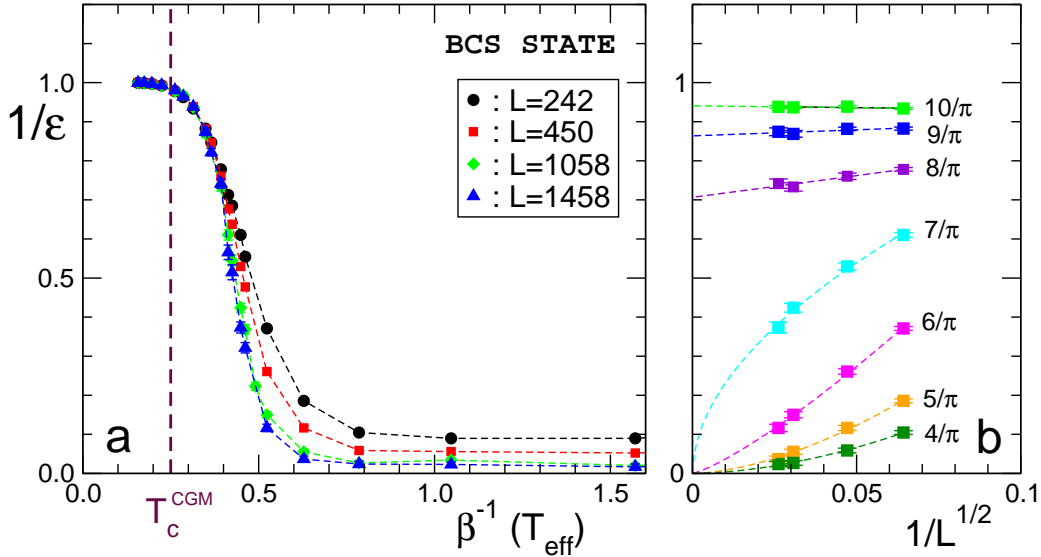 BCS STATE
: L=242
: L=450
: L=1058
: L=1458
1/ε
1.0
0.5
0.0
a
0.0
0.5
1.0
1.5
T_c^CGM
β^-1 (T_eff)
1
0
10/π
9/π
8/π
7/π
6/π
5/π
4/π
b
0
0.05
0.1
1/L^1/2